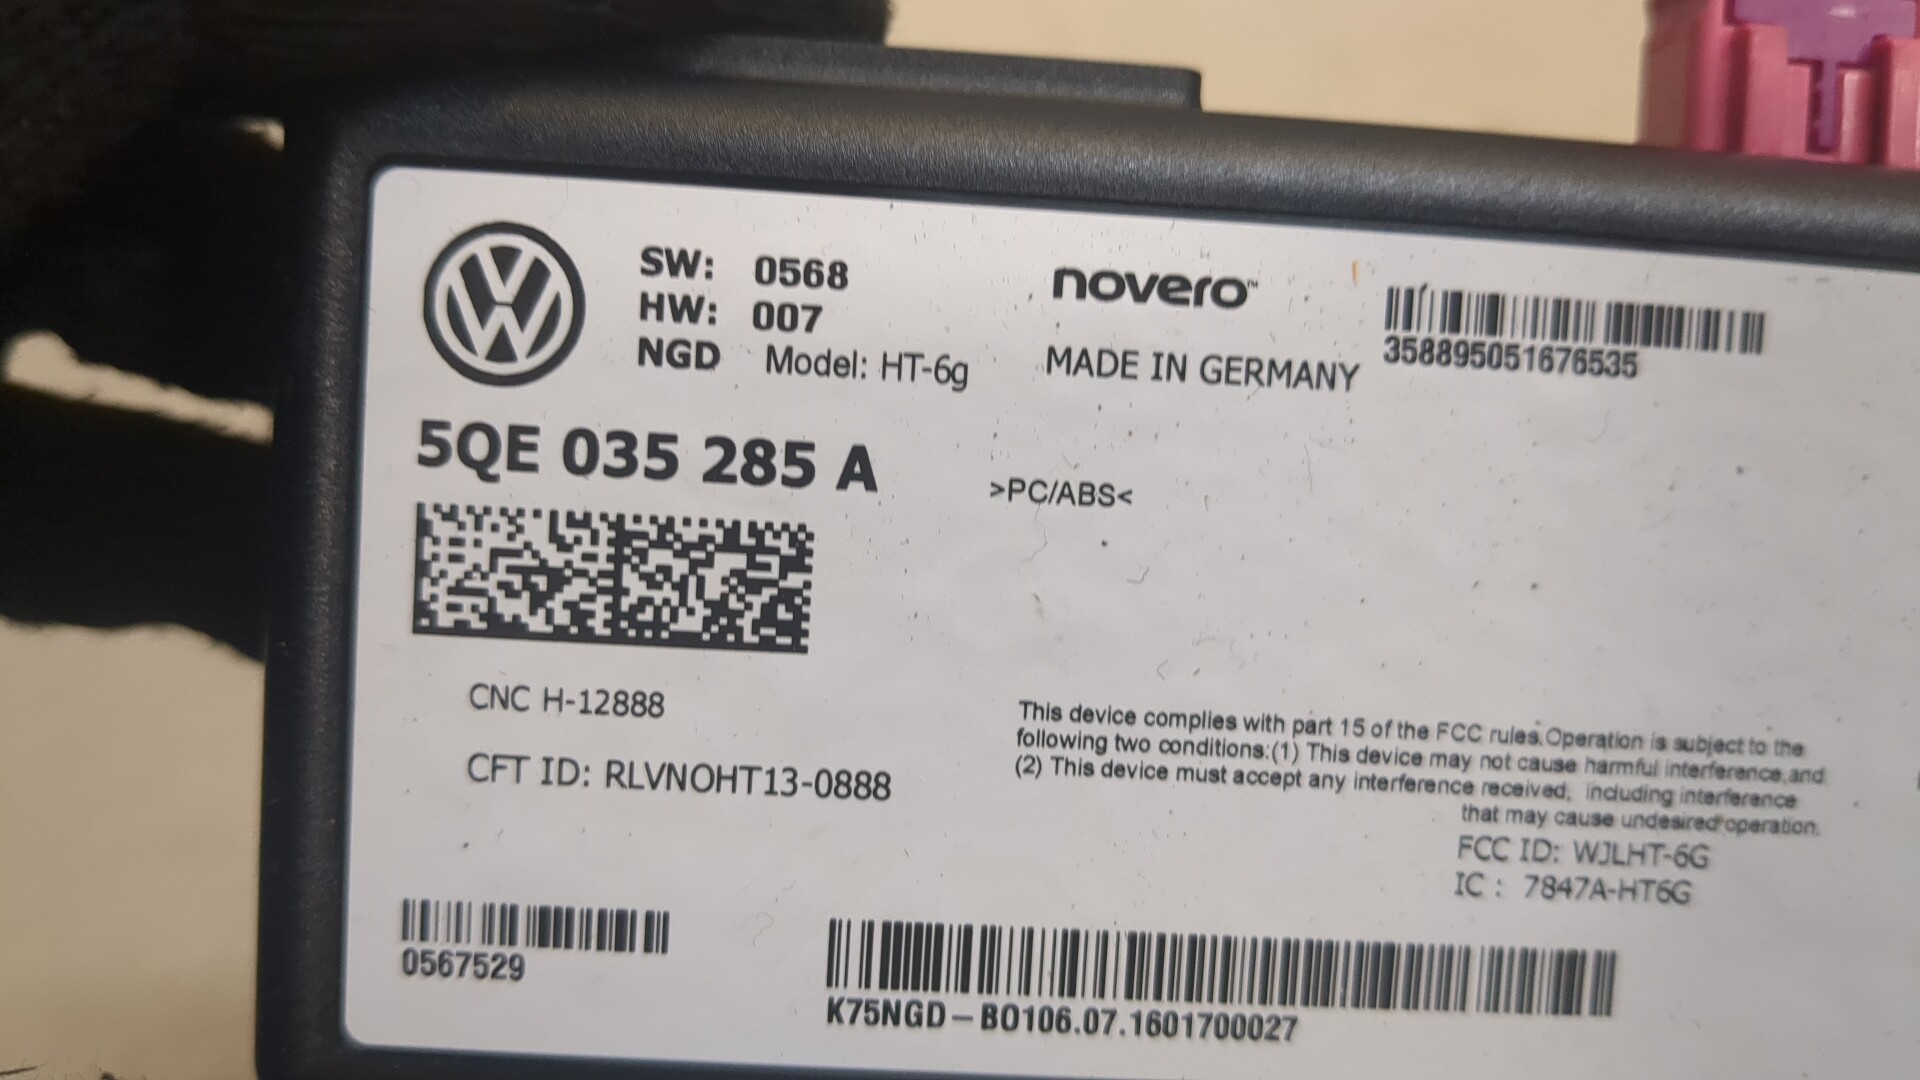 SW: 0568
HW: 007
NGD Model: HT-6g
novero™
MADE IN GERMANY
358895051676535
5QE 035 285 A
>PC/ABS<
CNC H-12888
CFT ID: RLVNOHT13-0888
This device complies with part 15 of the FCC rules.Operation is subject to the
following two conditions:(1) This device may not cause harmful interference,and
(2) This device must accept any interference received, including interference
that may cause undesired operation.
FCC ID: WJLHT-6G
IC : 7847A-HT6G
0567529
K75NGD-BO106.07.1601700027